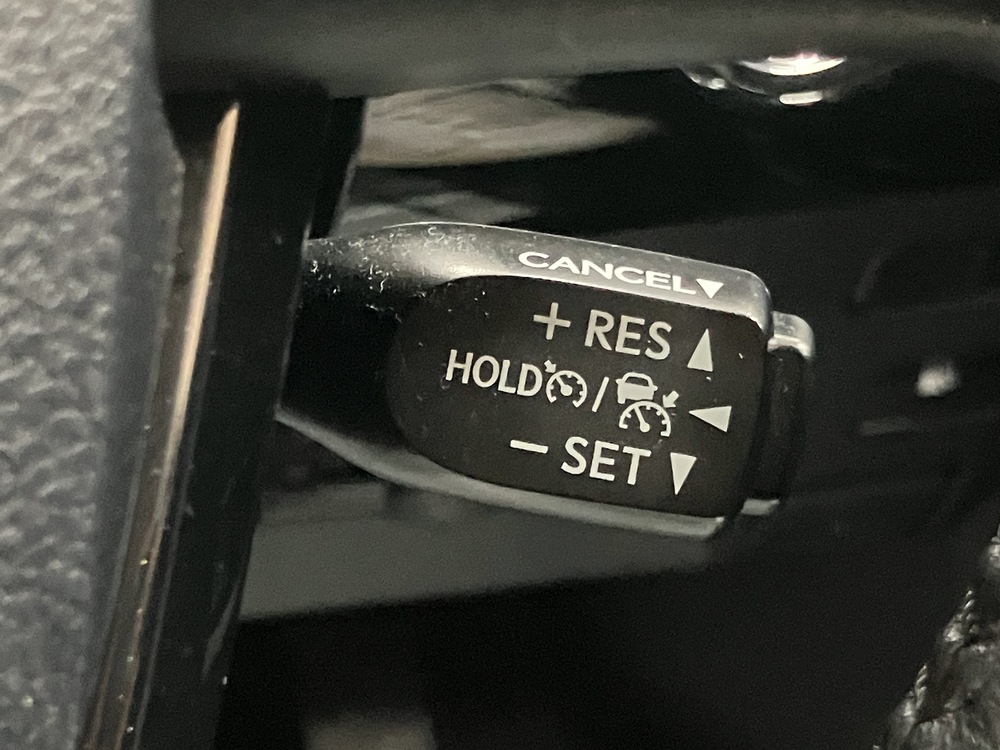 CANCEL▼
+ RES ▲
HOLD / ◀
− SET ▼